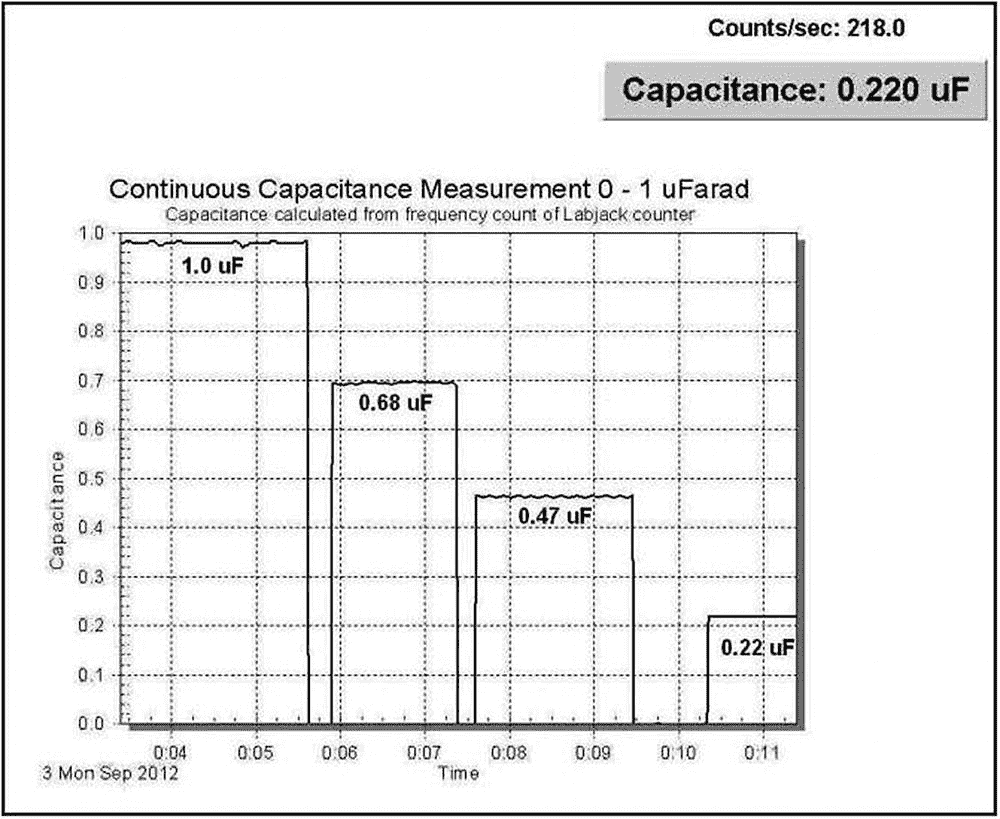 Counts/sec: 218.0
Capacitance: 0.220 uF
Continuous Capacitance Measurement 0 - 1 uFarad
Capacitance calculated from frequency count of Labjack counter
1.0
0.9
0.8
0.7
0.6
0.5
0.4
0.3
0.2
0.1
0.0
Capacitance
1.0 uF
0.68 uF
0.47 uF
0.22 uF
0:04 0:05 0:06 0:07 0:08 0:09 0:10 0:11
3 Mon Sep 2012
Time